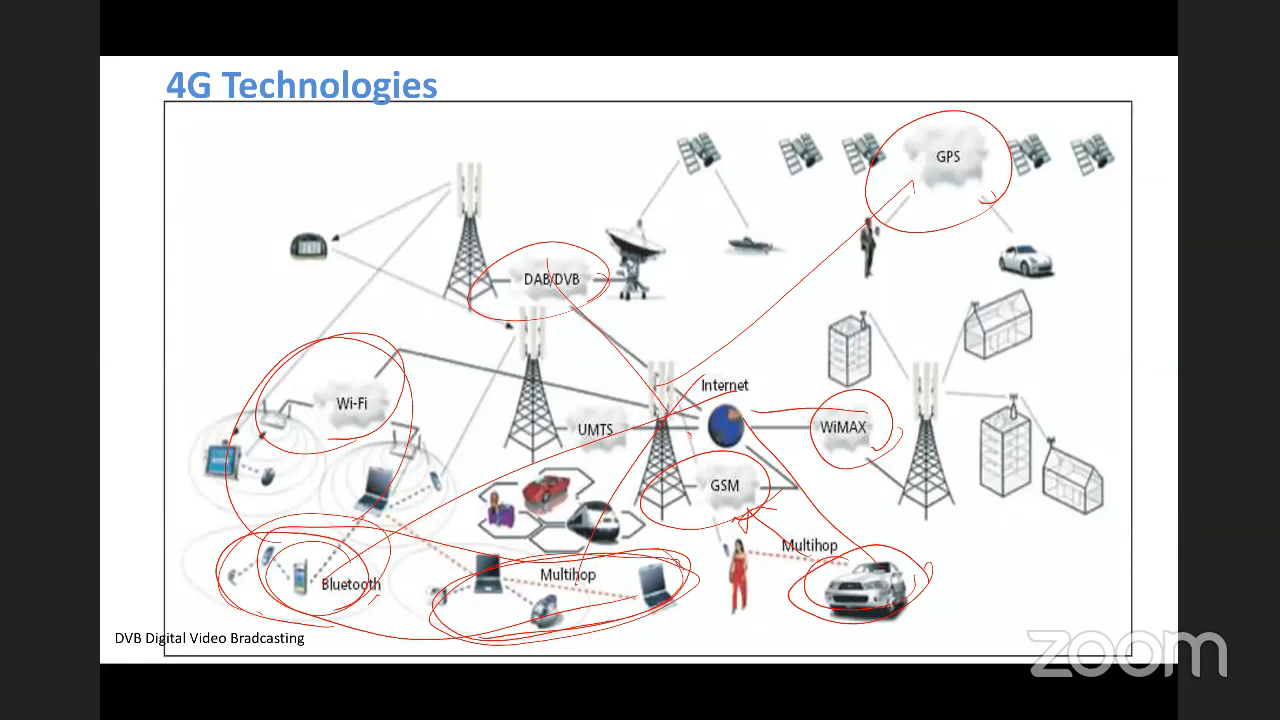 4G Technologies
GPS
DAB/DVB
Internet
Wi-Fi
UMTS
WiMAX
GSM
Multihop
Bluetooth
Multihop
DVB Digital Video Bradcasting
zoom